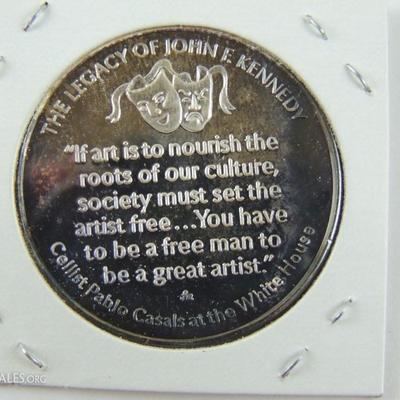 THE LEGACY OF JOHN F. KENNEDY
"If art is to nourish the
roots of our culture,
society must set the
artist free...You have
to be a free man to
be a great artist."
Cellist Pablo Casals at the White House
ALES.ORG